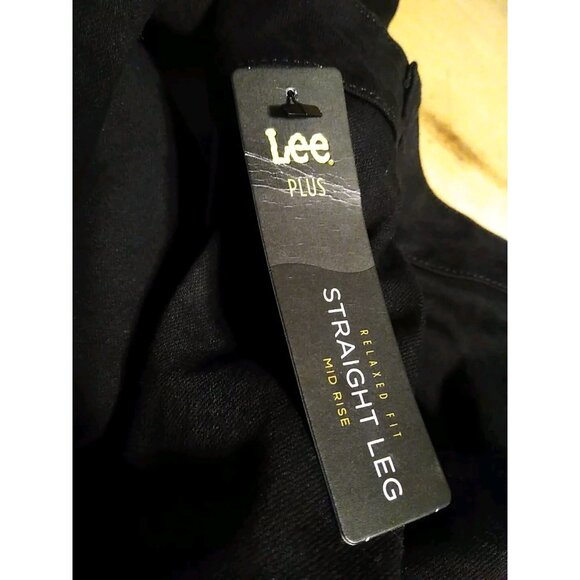 Lee.
PLUS
RELAXED FIT
STRAIGHT LEG
MID RISE